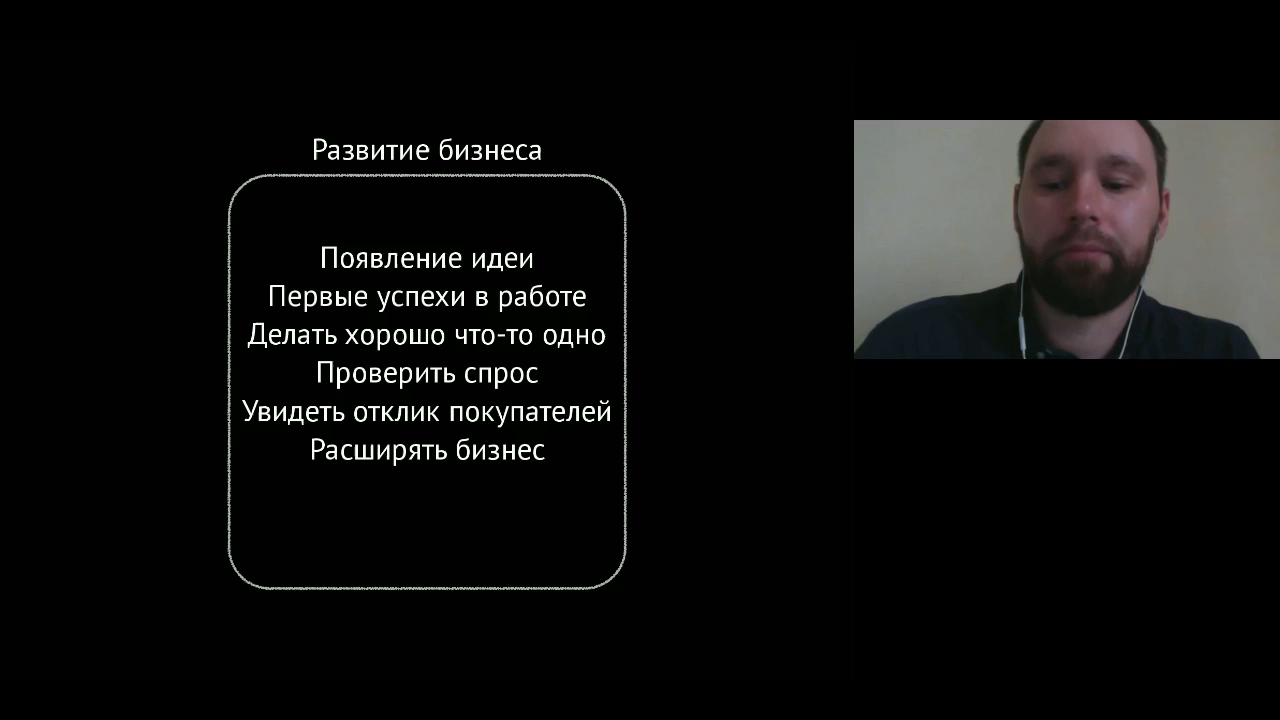 Развитие бизнеса
Появление идеи
Первые успехи в работе
Делать хорошо что-то одно
Проверить спрос
Увидеть отклик покупателей
Расширять бизнес